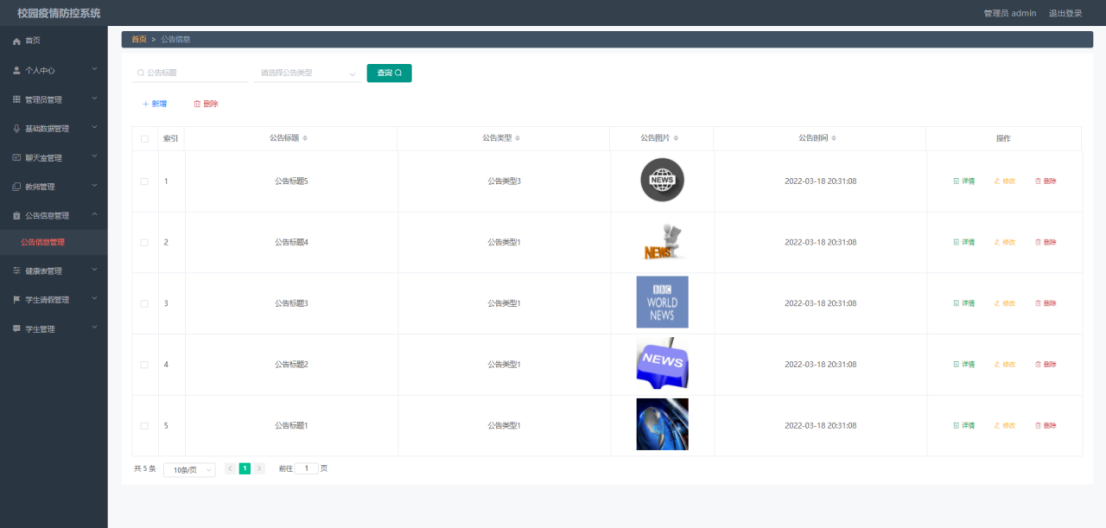 校园疫情防控系统
管理员 admin 退出登录
首页
个人中心
管理员管理
基础数据管理
聊天室管理
教师管理
公告信息管理
公告信息管理
健康表管理
学生请假管理
学生管理
首页 > 公告信息
公告标题 请选择公告类型 查询
+ 新增 删除
索引 公告标题 公告类型 公告图片 公告时间 操作
1 公告标题5 公告类型3 NEWS 2022-03-18 20:31:08 详情 修改 删除
2 公告标题4 公告类型1 NEWS 2022-03-18 20:31:08 详情 修改 删除
3 公告标题3 公告类型1 BBC WORLD NEWS 2022-03-18 20:31:08 详情 修改 删除
4 公告标题2 公告类型1 NEWS 2022-03-18 20:31:08 详情 修改 删除
5 公告标题1 公告类型1 2022-03-18 20:31:08 详情 修改 删除
共 5 条 10条/页 < 1 > 前往 1 页